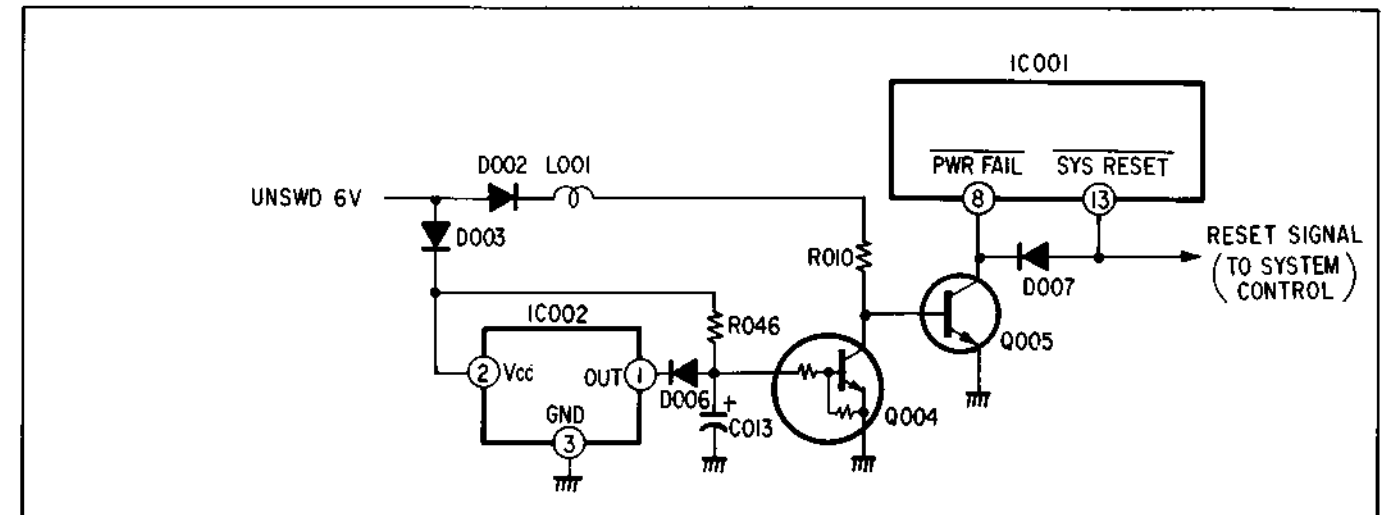 IC001
PWR FAIL SYS RESET
8 13
D002 L001
UNSWD 6V
D003
R010
RESET SIGNAL
(TO SYSTEM
CONTROL)
D007
IC002
R046
Q005
2 Vcc OUT 1
D006
GND
+
C013
Q004
3